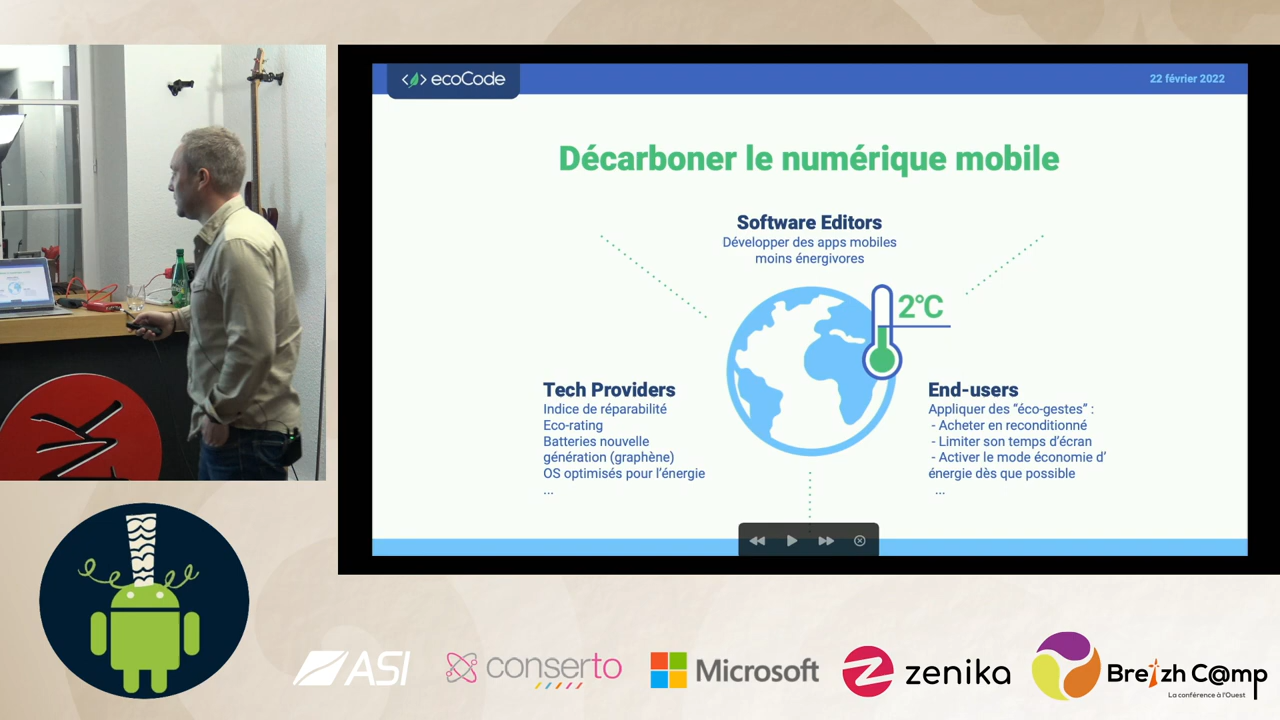 <> ecoCode
22 février 2022
Décarboner le numérique mobile
Software Editors
Développer des apps mobiles
moins énergivores
2°C
Tech Providers
Indice de réparabilité
Eco-rating
Batteries nouvelle
génération (graphène)
OS optimisés pour l'énergie
...
End-users
Appliquer des “éco-gestes” :
- Acheter en reconditionné
- Limiter son temps d'écran
- Activer le mode économie d'
énergie dès que possible
...
ASI
conserto
Microsoft
zenika
Breizh C@mp
La conférence à l'Ouest